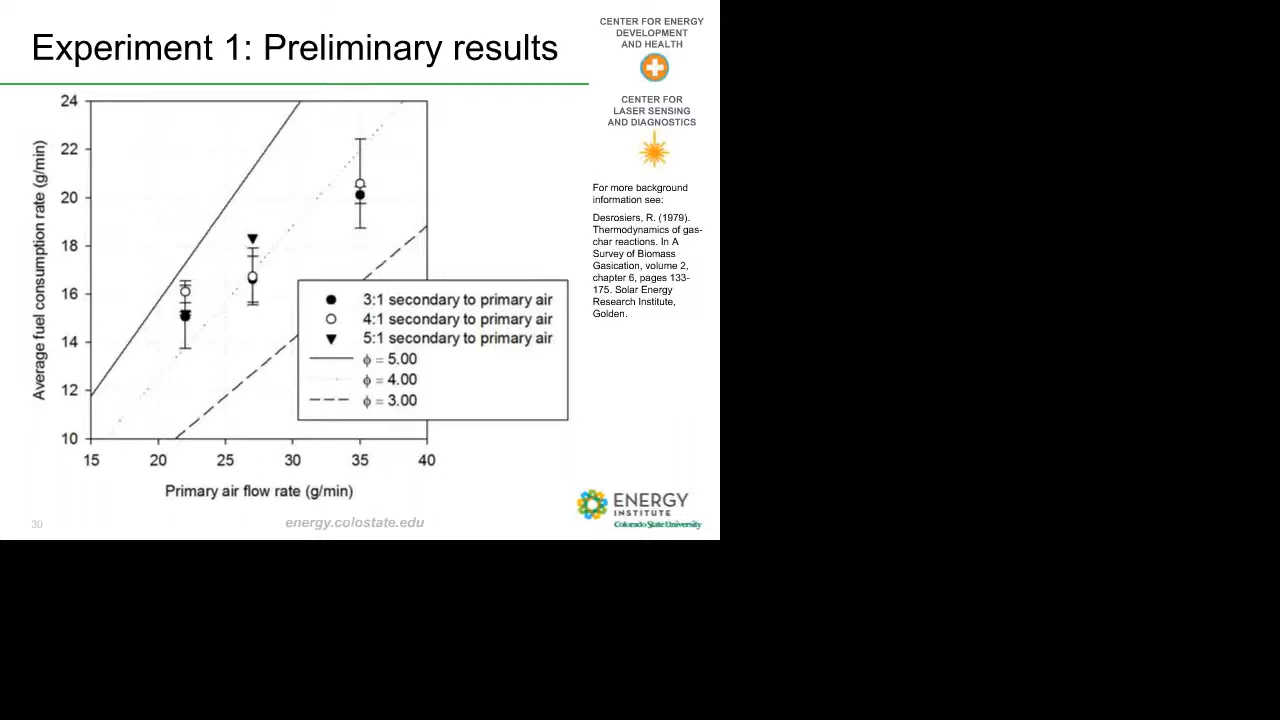 Experiment 1: Preliminary results
CENTER FOR ENERGY
DEVELOPMENT
AND HEALTH
CENTER FOR
LASER SENSING
AND DIAGNOSTICS
For more background
information see:
Desrosiers, R. (1979).
Thermodynamics of gas-
char reactions. In A
Survey of Biomass
Gasication, volume 2,
chapter 6, pages 133-
175. Solar Energy
Research Institute,
Golden.
Average fuel consumption rate (g/min)
24
22
20
18
16
14
12
10
15 20 25 30 35 40
Primary air flow rate (g/min)
3:1 secondary to primary air
4:1 secondary to primary air
5:1 secondary to primary air
ϕ = 5.00
ϕ = 4.00
ϕ = 3.00
30
energy.colostate.edu
ENERGY
INSTITUTE
Colorado State University